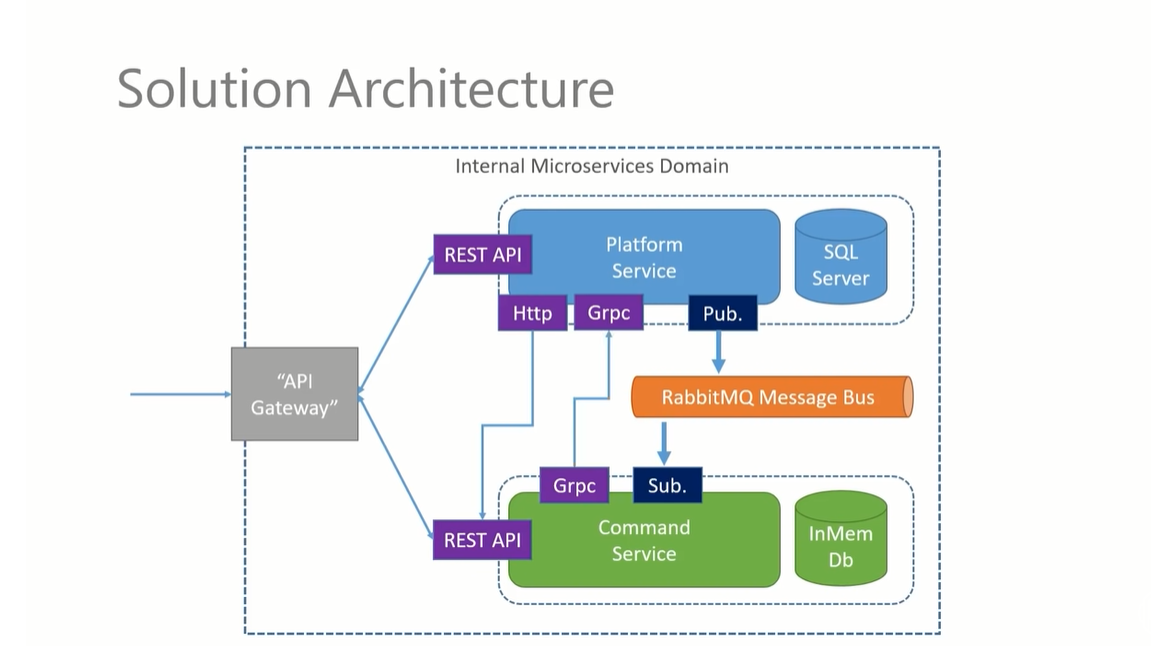 Solution Architecture
Internal Microservices Domain
REST API
Platform
Service
SQL
Server
Http
Grpc
Pub.
“API
Gateway”
RabbitMQ Message Bus
Grpc
Sub.
REST API
Command
Service
InMem
Db